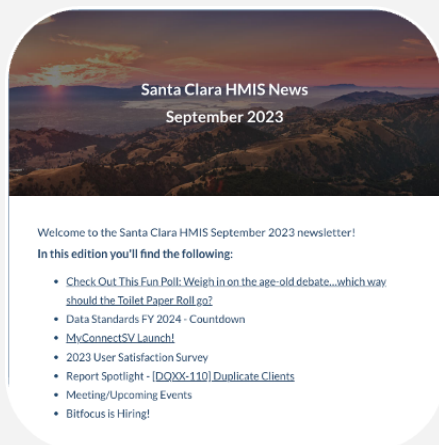 Santa Clara HMIS News
September 2023
Welcome to the Santa Clara HMIS September 2023 newsletter!
In this edition you'll find the following:
• Check Out This Fun Poll: Weigh in on the age-old debate...which way
should the Toilet Paper Roll go?
• Data Standards FY 2024 - Countdown
• MyConnectSV Launch!
• 2023 User Satisfaction Survey
• Report Spotlight - [DQXX-110] Duplicate Clients
• Meeting/Upcoming Events
• Bitfocus is Hiring!